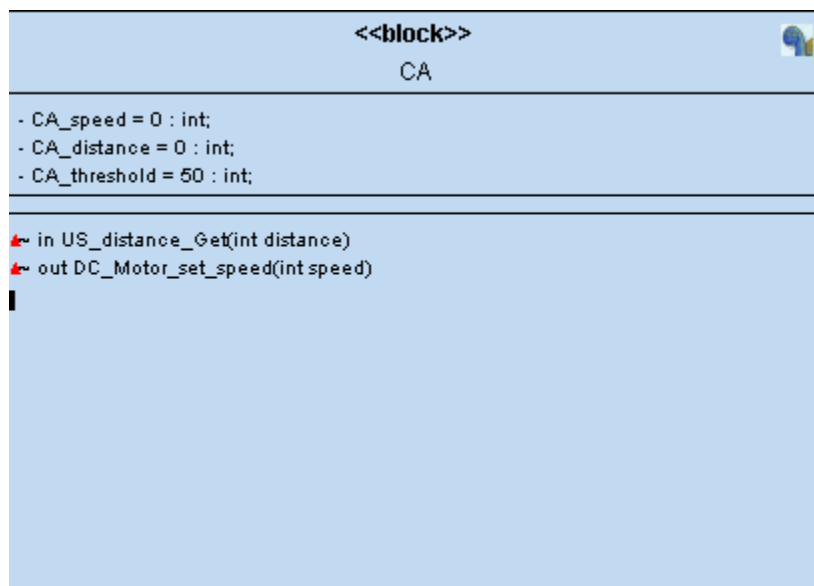 <<block>>
CA
- CA_speed = 0 : int;
- CA_distance = 0 : int;
- CA_threshold = 50 : int;
in US_distance_Get(int distance)
out DC_Motor_set_speed(int speed)